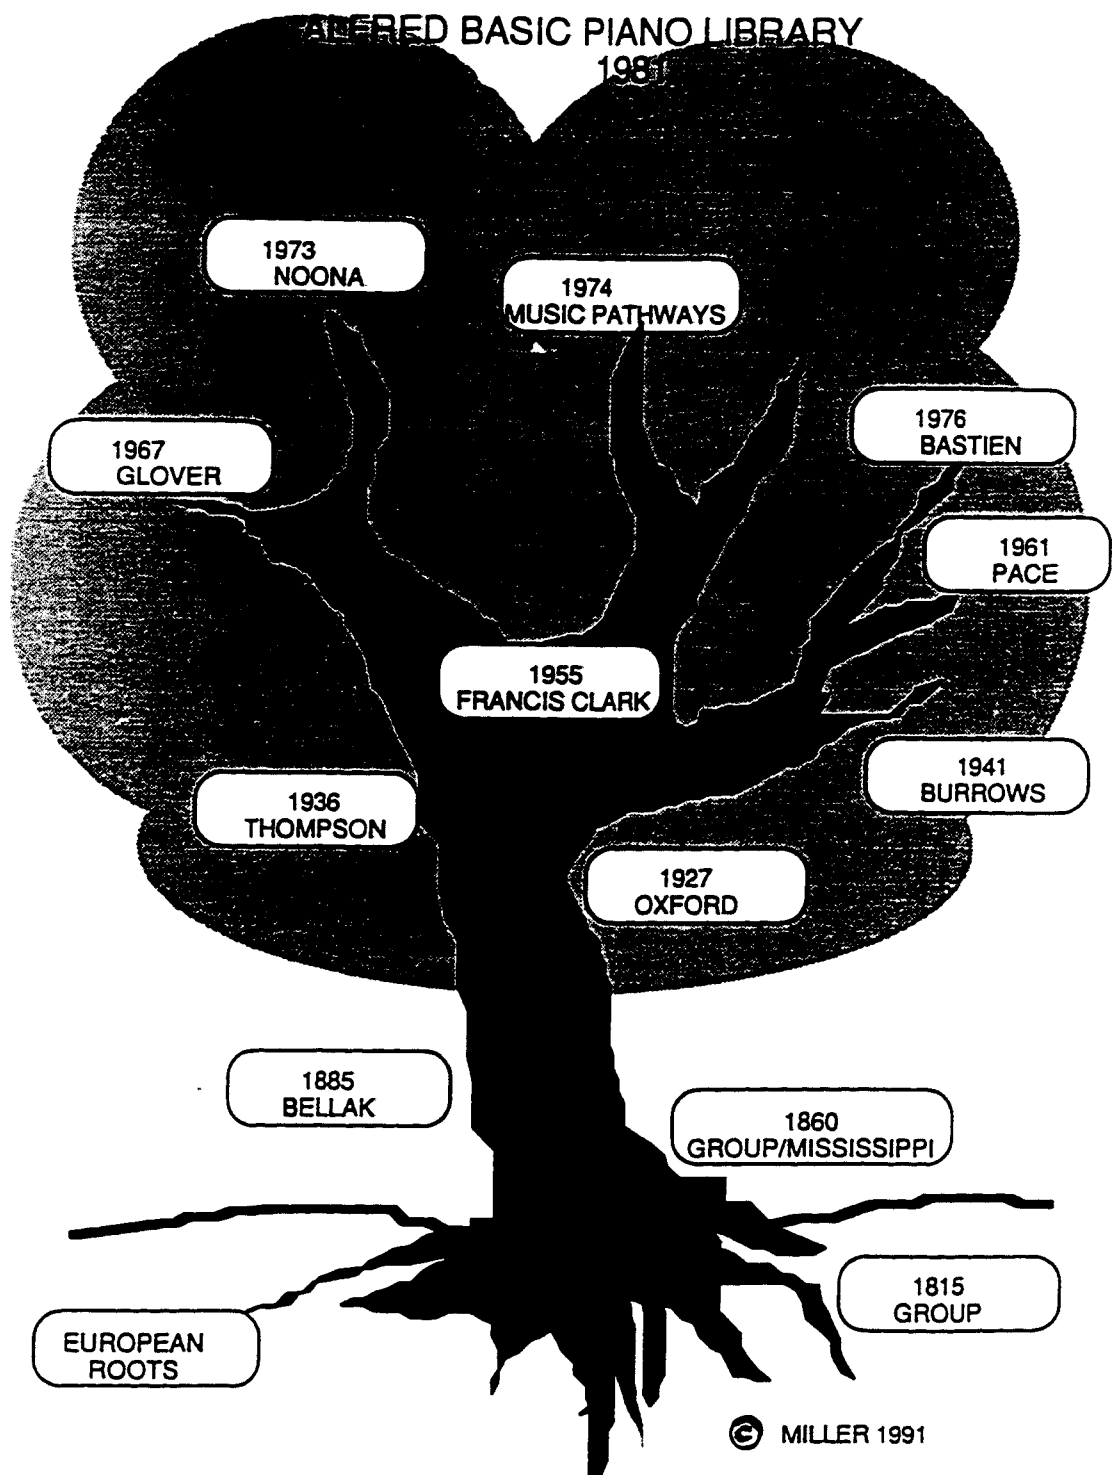 ALFRED BASIC PIANO LIBRARY
1981
1973
NOONA
1974
MUSIC PATHWAYS
1967
GLOVER
1976
BASTIEN
1961
PACE
1955
FRANCIS CLARK
1936
THOMPSON
1941
BURROWS
1927
OXFORD
1885
BELLAK
1860
GROUP/MISSISSIPPI
1815
GROUP
EUROPEAN
ROOTS
© MILLER 1991